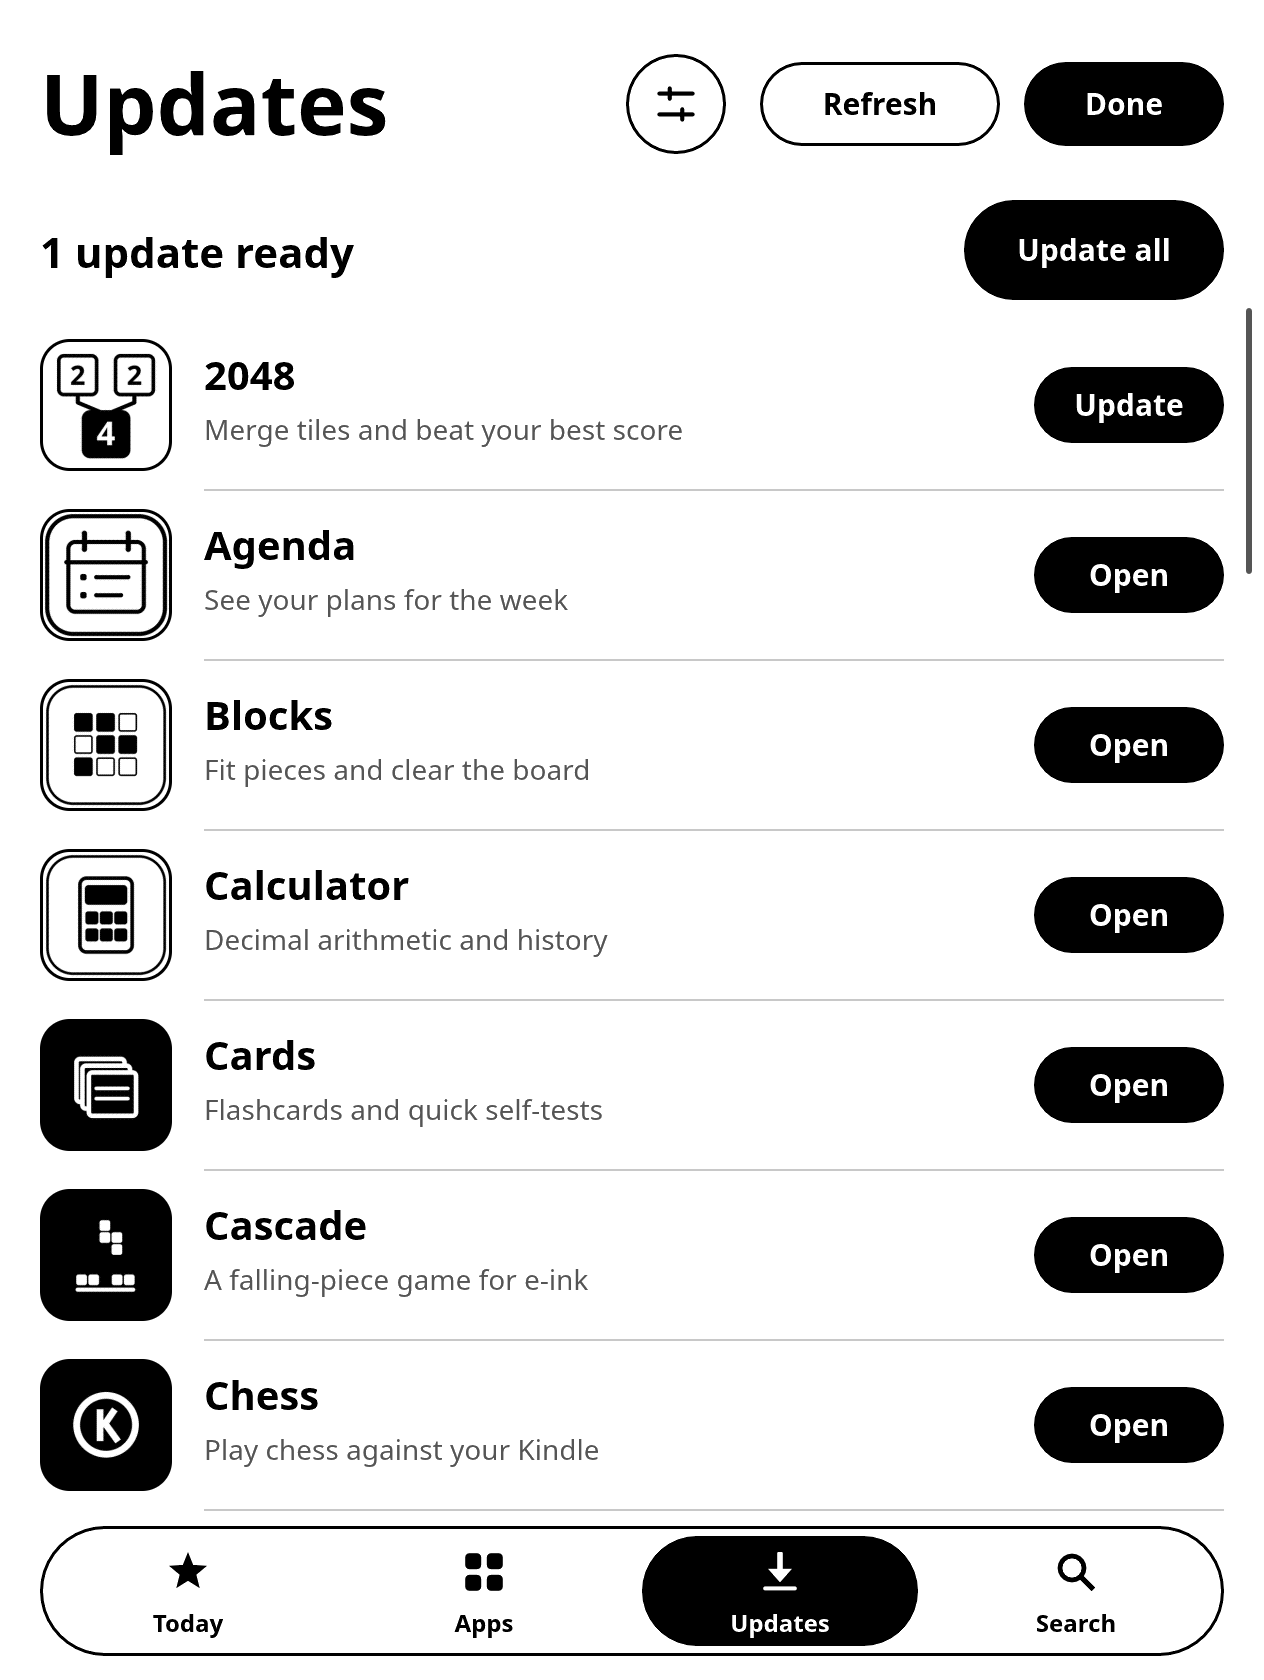 Updates
Refresh
Done
1 update ready
Update all
2 2
4
2048
Merge tiles and beat your best score
Update
Agenda
See your plans for the week
Open
Blocks
Fit pieces and clear the board
Open
Calculator
Decimal arithmetic and history
Open
Cards
Flashcards and quick self-tests
Open
Cascade
A falling-piece game for e-ink
Open
K
Chess
Play chess against your Kindle
Open
Today
Apps
Updates
Search